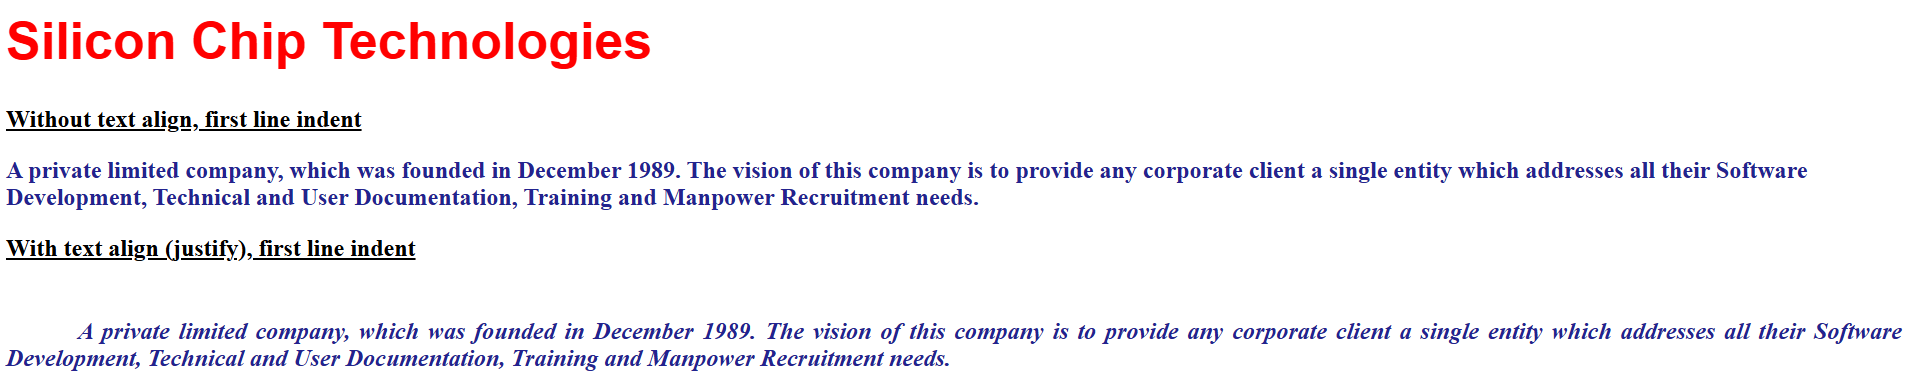 Silicon Chip Technologies
Without text align, first line indent
A private limited company, which was founded in December 1989. The vision of this company is to provide any corporate client a single entity which addresses all their Software
Development, Technical and User Documentation, Training and Manpower Recruitment needs.
With text align (justify), first line indent
A private limited company, which was founded in December 1989. The vision of this company is to provide any corporate client a single entity which addresses all their Software
Development, Technical and User Documentation, Training and Manpower Recruitment needs.